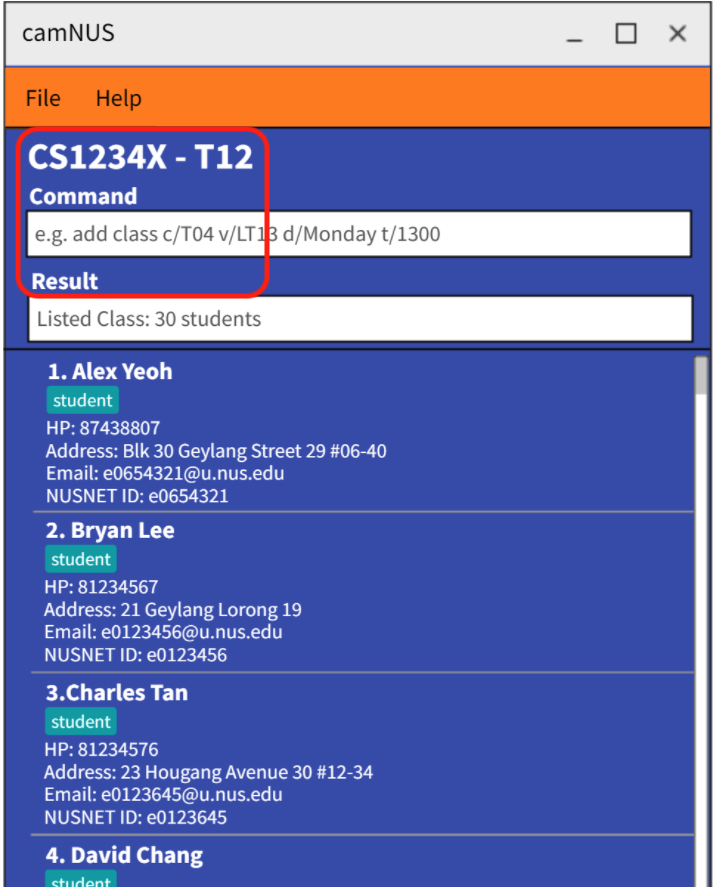 camNUS
File Help
CS1234X - T12
Command
e.g. add class c/T04 v/LT13 d/Monday t/1300
Result
Listed Class: 30 students
1. Alex Yeoh
student
HP: 87438807
Address: Blk 30 Geylang Street 29 #06-40
Email: e0654321@u.nus.edu
NUSNET ID: e0654321
2. Bryan Lee
student
HP: 81234567
Address: 21 Geylang Lorong 19
Email: e0123456@u.nus.edu
NUSNET ID: e0123456
3.Charles Tan
student
HP: 81234576
Address: 23 Hougang Avenue 30 #12-34
Email: e0123645@u.nus.edu
NUSNET ID: e0123645
4. David Chang
student